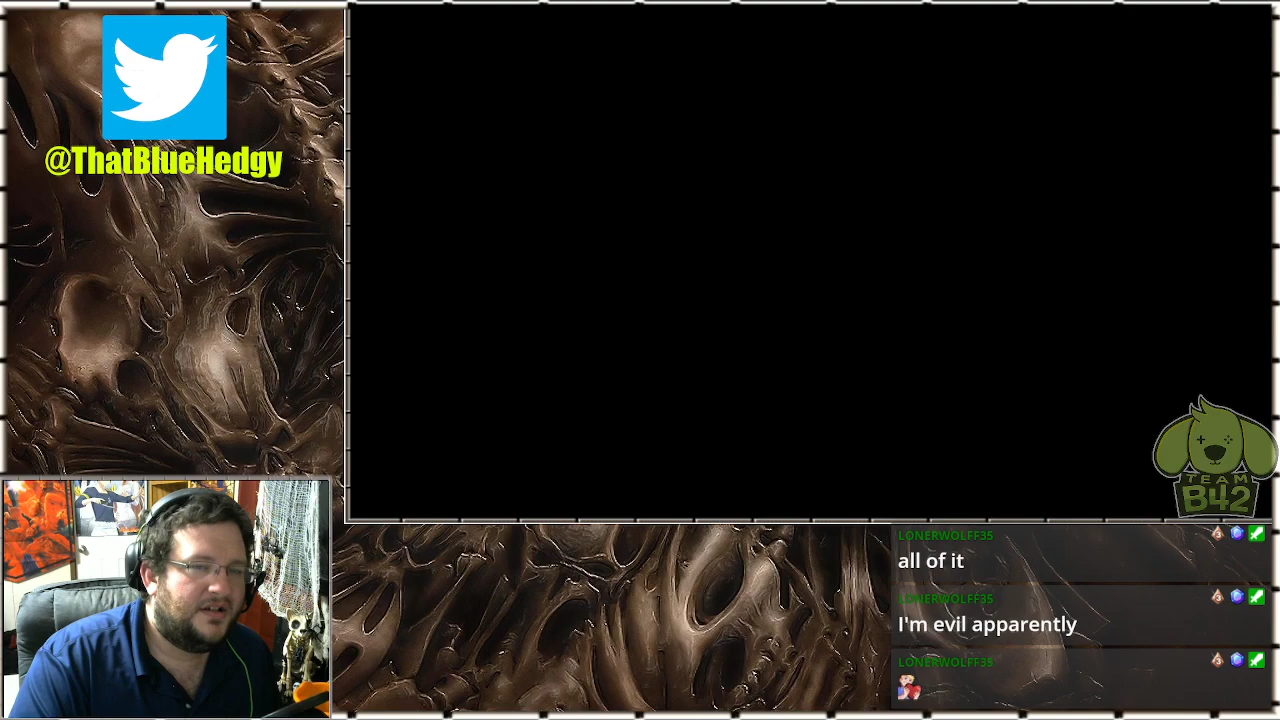 @ThatBlueHedgy
TEAM
B42
LONERWOLFF35
all of it
LONERWOLFF35
I'm evil apparently
LONERWOLFF35